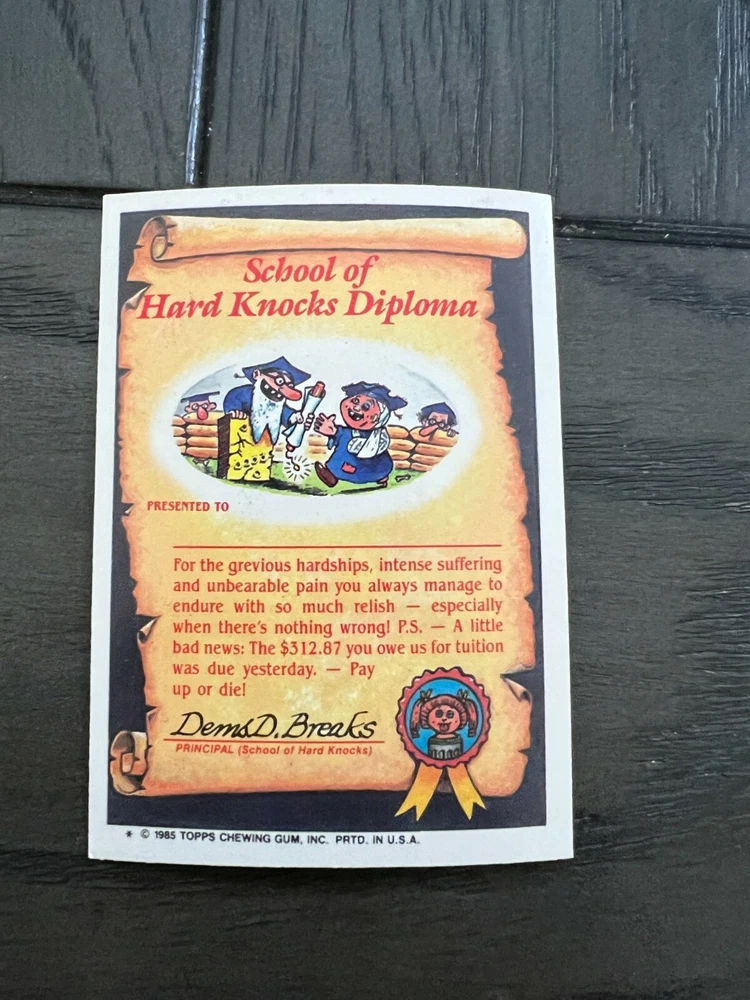 School of
Hard Knocks Diploma
PRESENTED TO
For the grevious hardships, intense suffering
and unbearable pain you always manage to
endure with so much relish — especially
when there's nothing wrong! P.S. — A little
bad news: The $312.87 you owe us for tuition
was due yesterday. — Pay
up or die!
Dems D. Breaks
PRINCIPAL (School of Hard Knocks)
* © 1985 TOPPS CHEWING GUM, INC. PRTD. IN U.S.A.